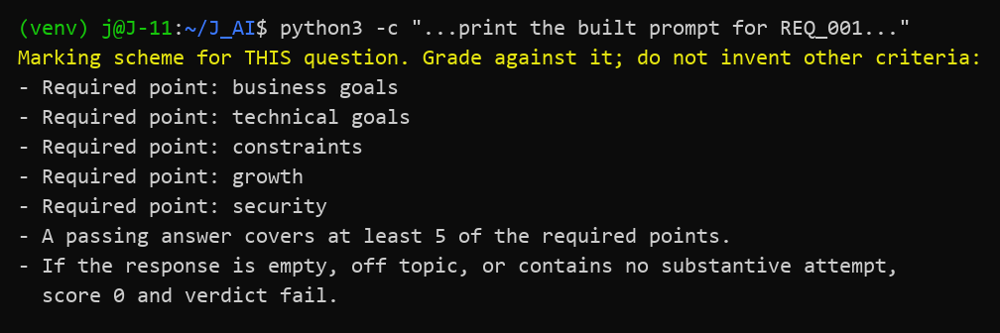 (venv) j@J-11:~/J_AI$ python3 -c "...print the built prompt for REQ_001..."
Marking scheme for THIS question. Grade against it; do not invent other criteria:
- Required point: business goals
- Required point: technical goals
- Required point: constraints
- Required point: growth
- Required point: security
- A passing answer covers at least 5 of the required points.
- If the response is empty, off topic, or contains no substantive attempt,
  score 0 and verdict fail.